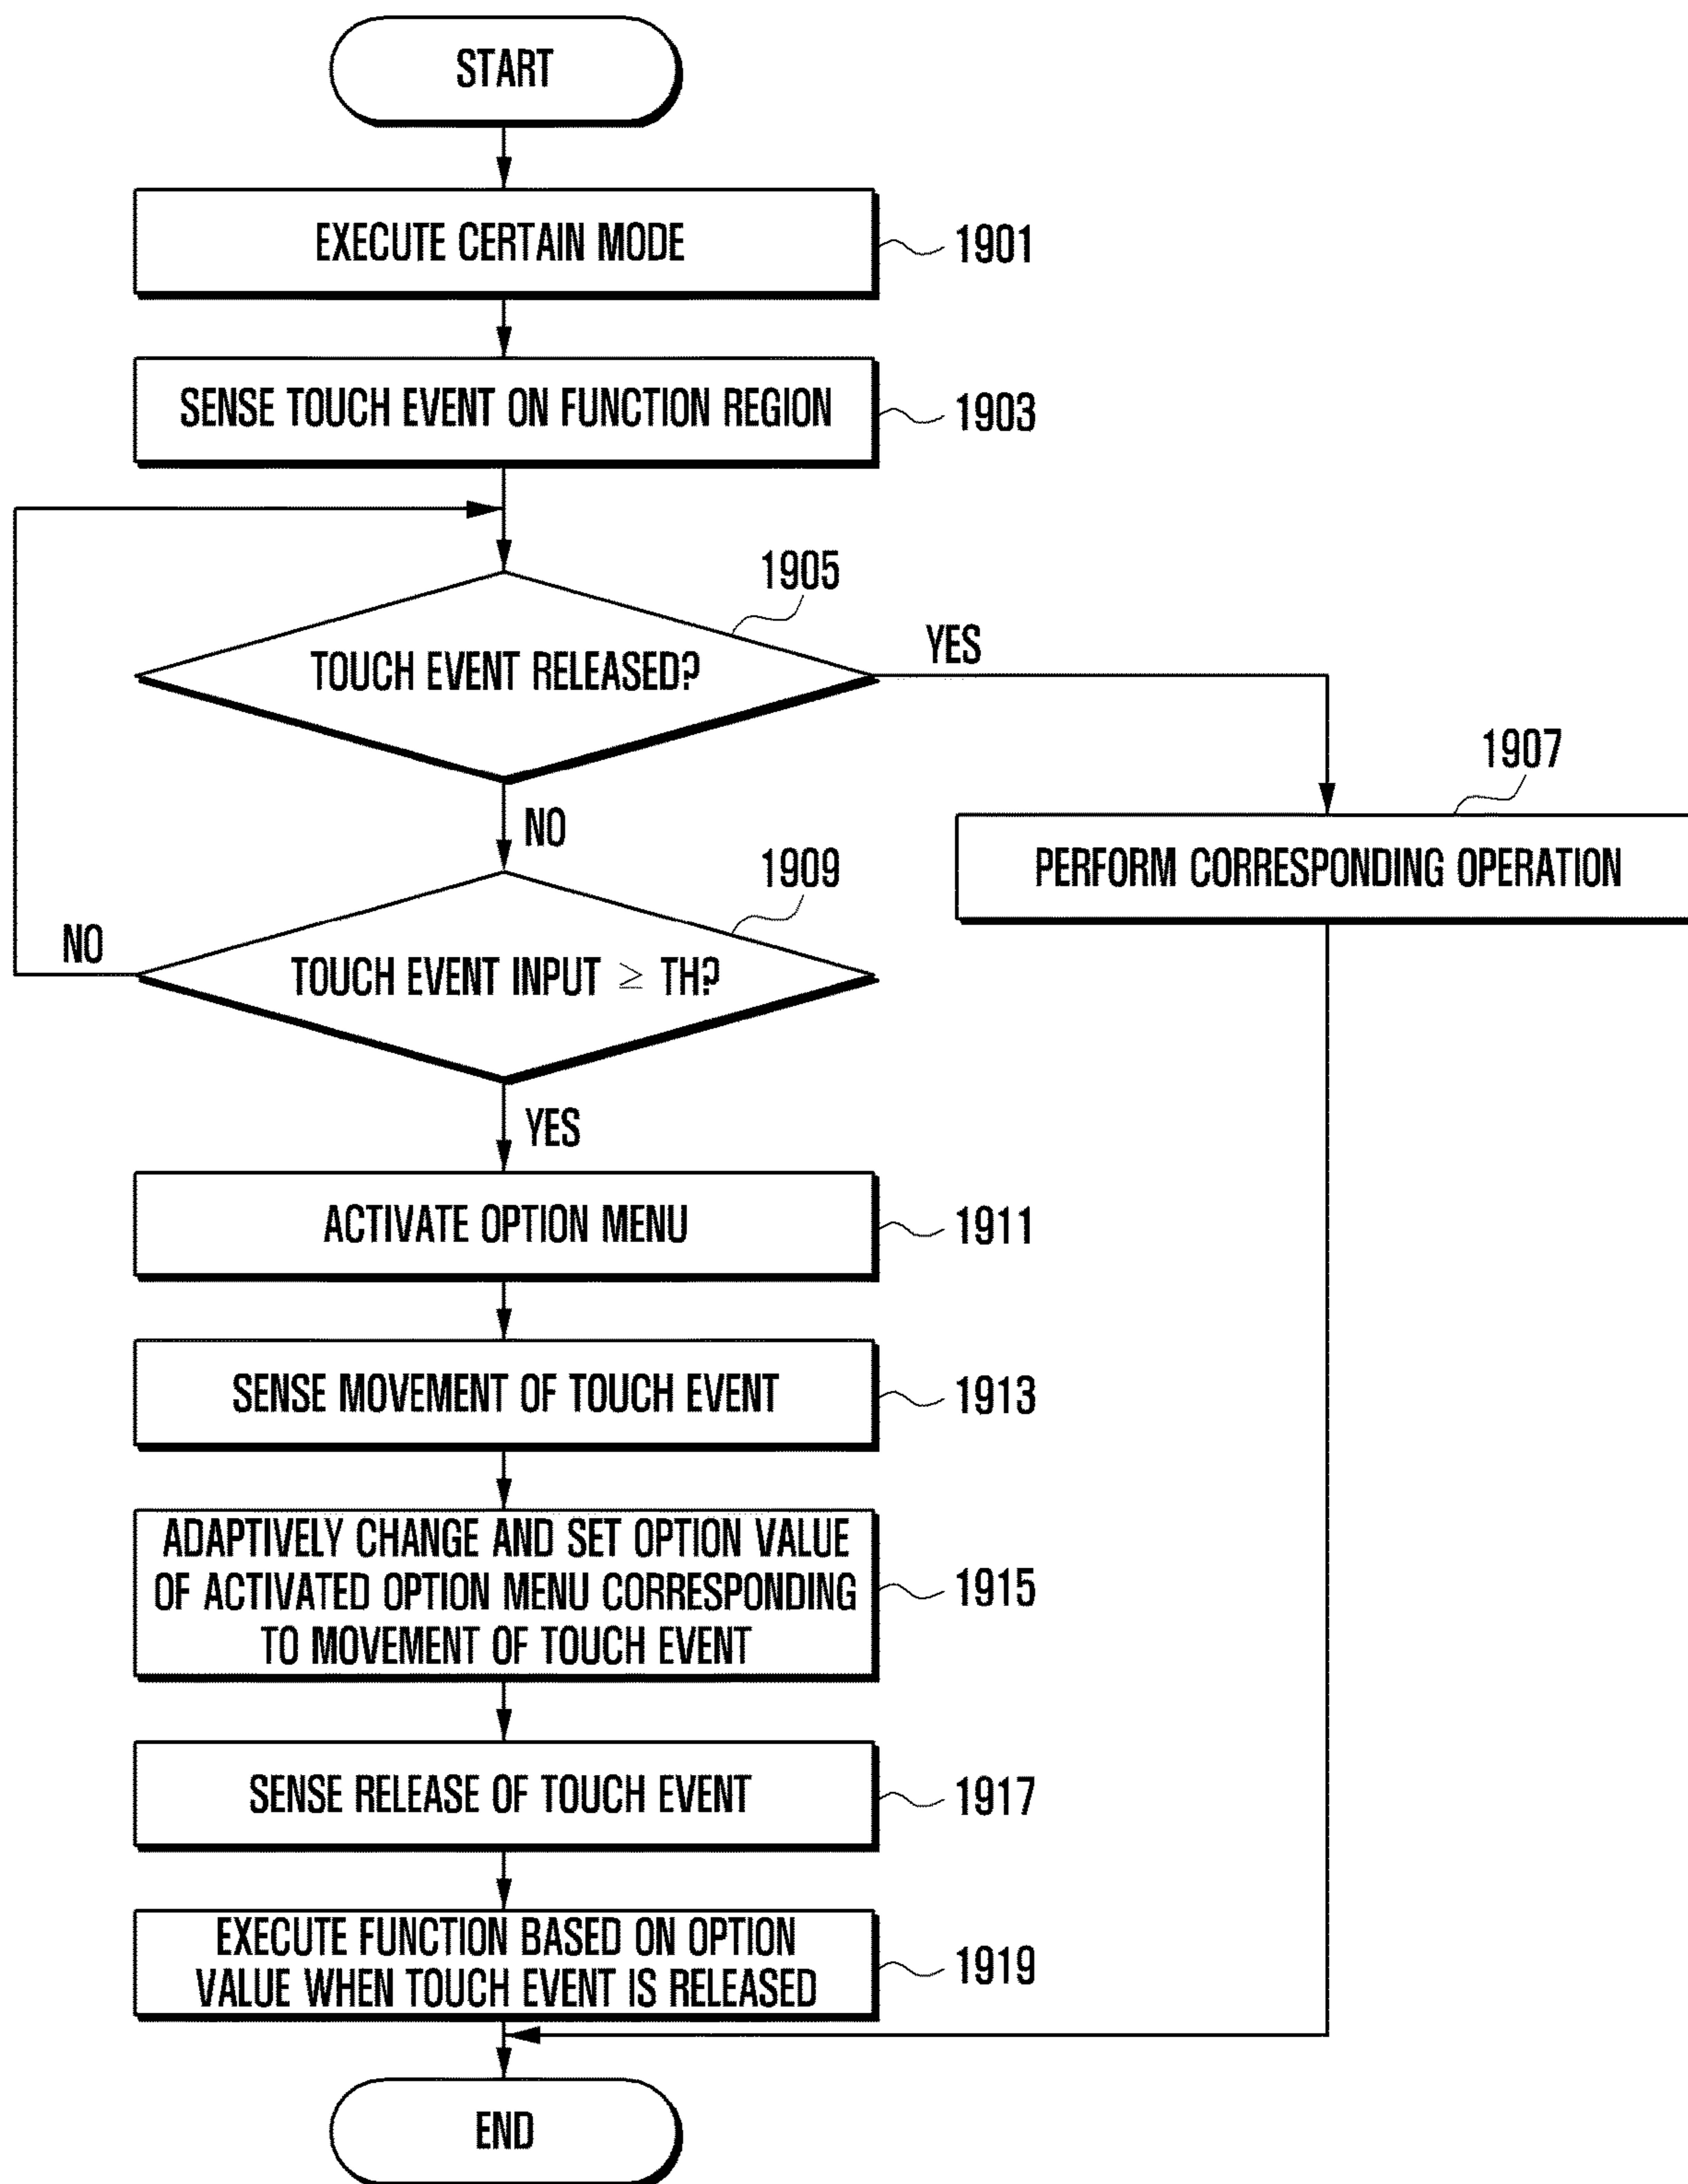 START
EXECUTE CERTAIN MODE
1901
SENSE TOUCH EVENT ON FUNCTION REGION
1903
1905
TOUCH EVENT RELEASED?
YES
1907
PERFORM CORRESPONDING OPERATION
NO
1909
TOUCH EVENT INPUT ≥ TH?
NO
YES
ACTIVATE OPTION MENU
1911
SENSE MOVEMENT OF TOUCH EVENT
1913
ADAPTIVELY CHANGE AND SET OPTION VALUE
OF ACTIVATED OPTION MENU CORRESPONDING
TO MOVEMENT OF TOUCH EVENT
1915
SENSE RELEASE OF TOUCH EVENT
1917
EXECUTE FUNCTION BASED ON OPTION
VALUE WHEN TOUCH EVENT IS RELEASED
1919
END